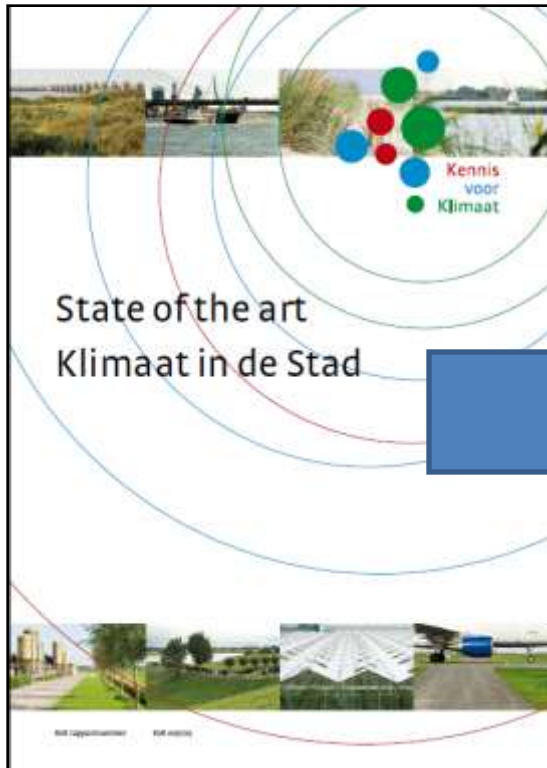 Kennis
voor
Klimaat
State of the art
Klimaat in de Stad